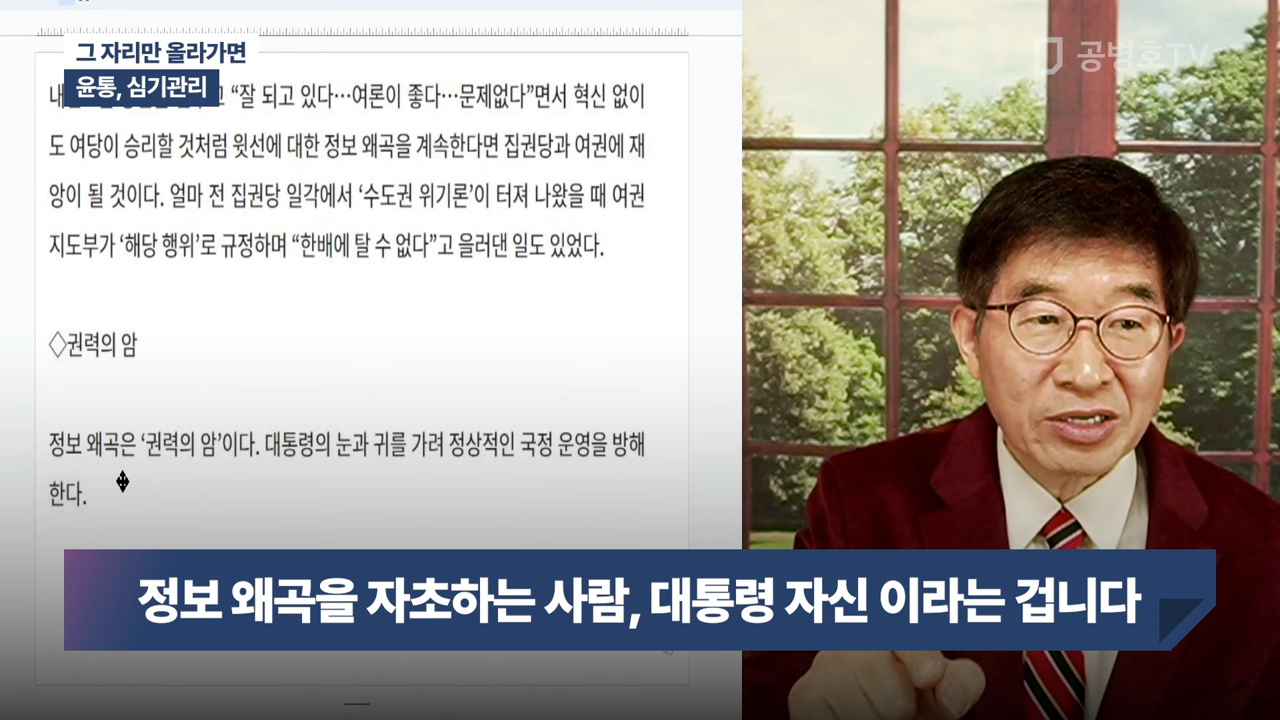 그 자리만 올라가면
윤통, 심기관리
공병호TV
“잘 되고 있다…여론이 좋다…문제없다”면서 혁신 없이
도 여당이 승리할 것처럼 윗선에 대한 정보 왜곡을 계속한다면 집권당과 여권에 재
앙이 될 것이다. 얼마 전 집권당 일각에서 ‘수도권 위기론’이 터져 나왔을 때 여권
지도부가 ‘해당 행위’로 규정하며 “한배에 탈 수 없다”고 을러댄 일도 있었다.
◇권력의 암
정보 왜곡은 ‘권력의 암’이다. 대통령의 눈과 귀를 가려 정상적인 국정 운영을 방해
한다.
정보 왜곡을 자초하는 사람, 대통령 자신 이라는 겁니다